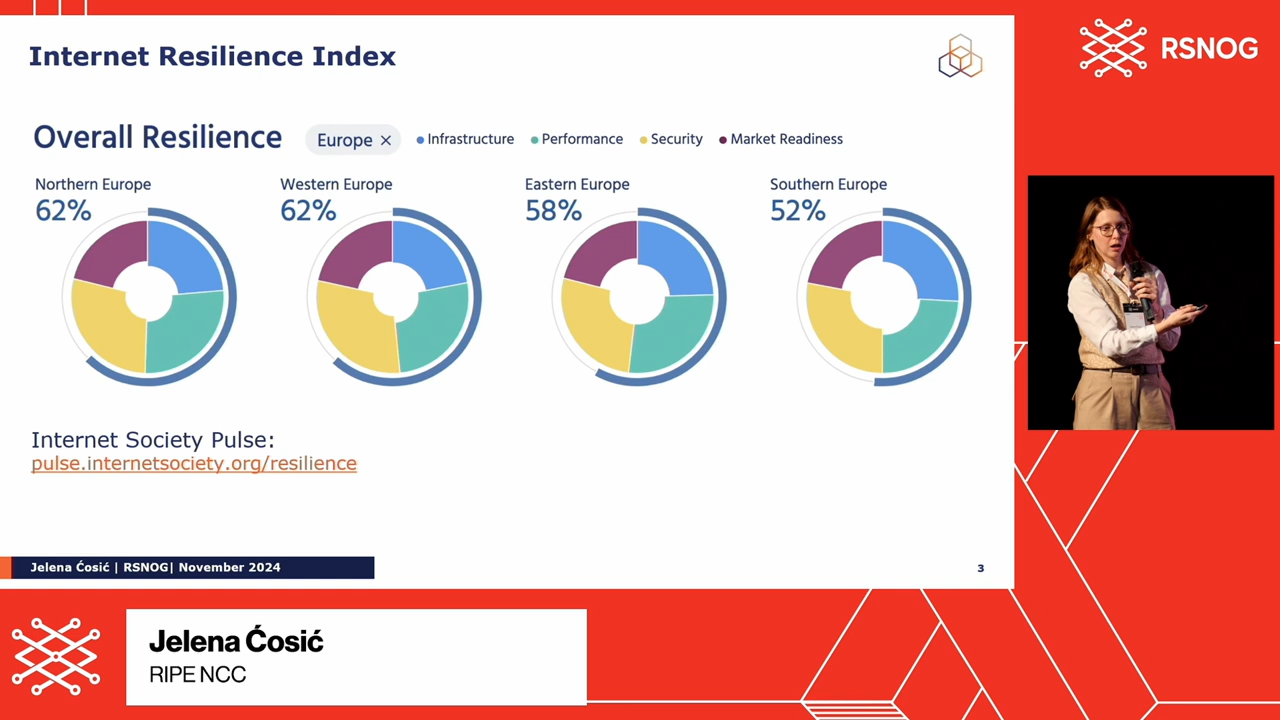 Internet Resilience Index
RSNOG
Overall Resilience
Europe ×
Infrastructure
Performance
Security
Market Readiness
Northern Europe
62%
Western Europe
62%
Eastern Europe
58%
Southern Europe
52%
Internet Society Pulse:
pulse.internetsociety.org/resilience
Jelena Ćosić | RSNOG| November 2024
3
Jelena Ćosić
RIPE NCC